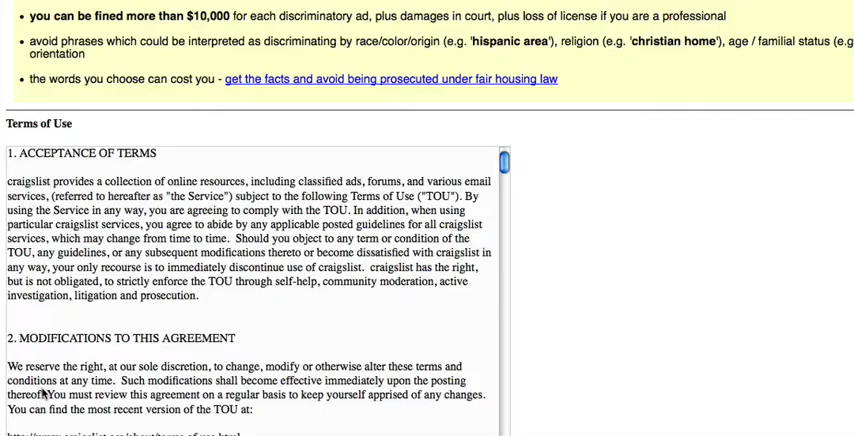 • you can be fined more than $10,000 for each discriminatory ad, plus damages in court, plus loss of license if you are a professional
• avoid phrases which could be interpreted as discriminating by race/color/origin (e.g. 'hispanic area'), religion (e.g. 'christian home'), age / familial status (e.g
orientation
• the words you choose can cost you - get the facts and avoid being prosecuted under fair housing law
Terms of Use
1. ACCEPTANCE OF TERMS
craigslist provides a collection of online resources, including classified ads, forums, and various email
services, (referred to hereafter as "the Service") subject to the following Terms of Use ("TOU"). By
using the Service in any way, you are agreeing to comply with the TOU. In addition, when using
particular craigslist services, you agree to abide by any applicable posted guidelines for all craigslist
services, which may change from time to time.  Should you object to any term or condition of the
TOU, any guidelines, or any subsequent modifications thereto or become dissatisfied with craigslist in
any way, your only recourse is to immediately discontinue use of craigslist.  craigslist has the right,
but is not obligated, to strictly enforce the TOU through self-help, community moderation, active
investigation, litigation and prosecution.
2. MODIFICATIONS TO THIS AGREEMENT
We reserve the right, at our sole discretion, to change, modify or otherwise alter these terms and
conditions at any time.  Such modifications shall become effective immediately upon the posting
thereof. You must review this agreement on a regular basis to keep yourself apprised of any changes.
You can find the most recent version of the TOU at: